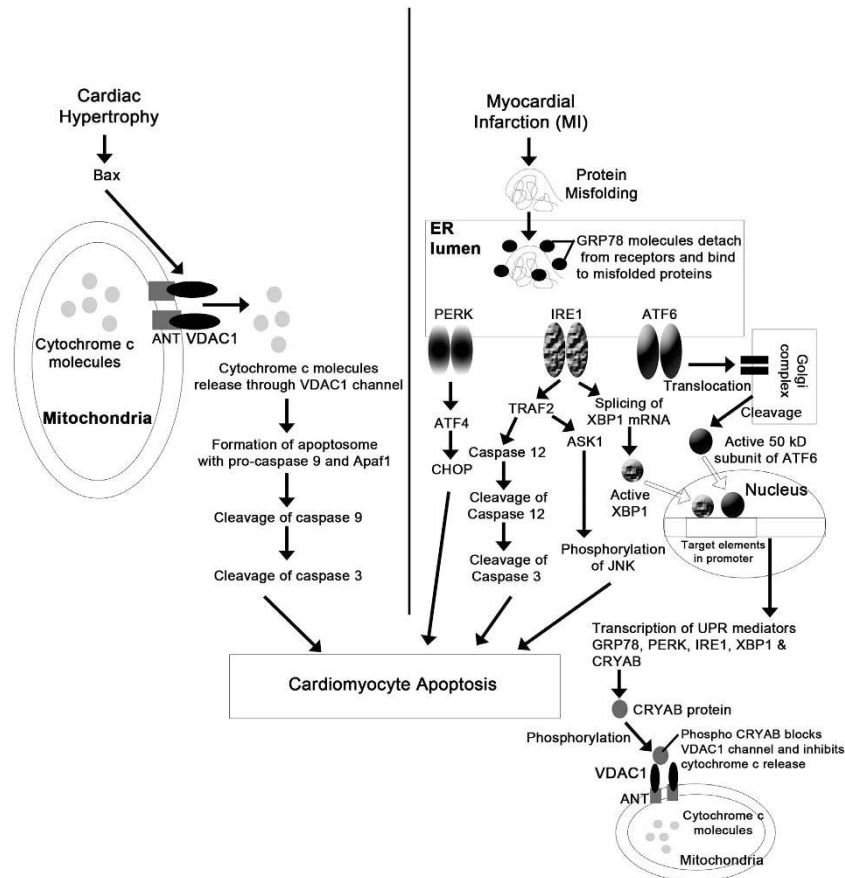 Cardiac
Hypertrophy
Bax
Cytochrome c
molecules
ANT VDAC1
Mitochondria
Cytochrome c molecules
release through VDAC1 channel
Formation of apoptosome
with pro-caspase 9 and Apaf1
Cleavage of caspase 9
Cleavage of caspase 3
Myocardial
Infarction (MI)
Protein
Misfolding
ER
lumen
GRP78 molecules detach
from receptors and bind
to misfolded proteins
PERK
IRE1
ATF6
Golgi
complex
Translocation
Cleavage
ATF4
CHOP
TRAF2
Caspase 12
Cleavage of
Caspase 12
Cleavage of
Caspase 3
ASK1
Phosphorylation
of JNK
Splicing of
XBP1 mRNA
Active
XBP1
Active 50 kD
subunit of ATF6
Nucleus
Target elements
in promoter
Cardiomyocyte Apoptosis
Transcription of UPR mediators
GRP78, PERK, IRE1, XBP1 &
CRYAB
CRYAB protein
Phosphorylation
Phospho CRYAB blocks
VDAC1 channel and inhibits
cytochrome c release
VDAC1
ANT
Cytochrome c
molecules
Mitochondria